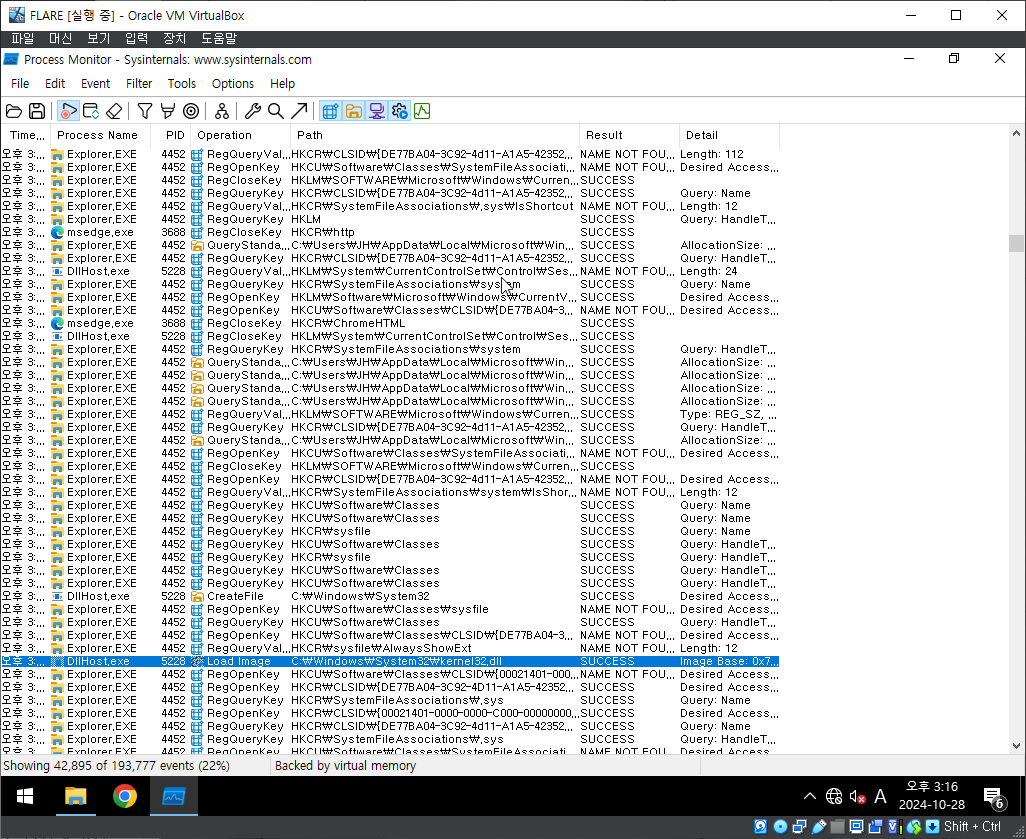 FLARE [실행 중] - Oracle VM VirtualBox
파일 머신 보기 입력 장치 도움말
Process Monitor - Sysinternals: www.sysinternals.com
File Edit Event Filter Tools Options Help
Time... Process Name PID Operation Path Result Detail
오후 3:... Explorer.EXE 4452 RegQueryVal... HKCR₩CLSID₩{DE77BA04-3C92-4d11-A1A5-42352... NAME NOT FOU... Length: 112
오후 3:... Explorer.EXE 4452 RegOpenKey HKCU₩Software₩Classes₩SystemFileAssociati... NAME NOT FOU... Desired Access...
오후 3:... Explorer.EXE 4452 RegCloseKey HKLM₩SOFTWARE₩Microsoft₩Windows₩Curren... SUCCESS
오후 3:... Explorer.EXE 4452 RegQueryKey HKCR₩CLSID₩{DE77BA04-3C92-4d11-A1A5-42352... SUCCESS Query: Name
오후 3:... Explorer.EXE 4452 RegQueryVal... HKCR₩SystemFileAssociations₩.sys₩IsShortcut NAME NOT FOU... Length: 12
오후 3:... Explorer.EXE 4452 RegQueryKey HKLM SUCCESS Query: HandleT...
오후 3:... msedge.exe 3688 RegCloseKey HKCR₩http SUCCESS
오후 3:... Explorer.EXE 4452 QueryStanda... C:₩Users₩JH₩AppData₩Local₩Microsoft₩Win... SUCCESS AllocationSize: ...
오후 3:... Explorer.EXE 4452 RegQueryKey HKCR₩CLSID₩{DE77BA04-3C92-4d11-A1A5-42352... SUCCESS Query: HandleT...
오후 3:... DllHost.exe 5228 RegQueryVal... HKLM₩System₩CurrentControlSet₩Control₩Ses... NAME NOT FOU... Length: 24
오후 3:... Explorer.EXE 4452 RegQueryKey HKCR₩SystemFileAssociations₩system SUCCESS Query: Name
오후 3:... Explorer.EXE 4452 RegOpenKey HKLM₩Software₩Microsoft₩Windows₩CurrentV... SUCCESS Desired Access...
오후 3:... Explorer.EXE 4452 RegOpenKey HKCU₩Software₩Classes₩CLSID₩{DE77BA04-3... NAME NOT FOU... Desired Access...
오후 3:... msedge.exe 3688 RegCloseKey HKCR₩ChromeHTML SUCCESS
오후 3:... DllHost.exe 5228 RegCloseKey HKLM₩System₩CurrentControlSet₩Control₩Ses... SUCCESS
오후 3:... Explorer.EXE 4452 RegQueryKey HKCR₩SystemFileAssociations₩system SUCCESS Query: HandleT...
오후 3:... Explorer.EXE 4452 QueryStanda... C:₩Users₩JH₩AppData₩Local₩Microsoft₩Win... SUCCESS AllocationSize: ...
오후 3:... Explorer.EXE 4452 QueryStanda... C:₩Users₩JH₩AppData₩Local₩Microsoft₩Win... SUCCESS AllocationSize: ...
오후 3:... Explorer.EXE 4452 QueryStanda... C:₩Users₩JH₩AppData₩Local₩Microsoft₩Win... SUCCESS AllocationSize: ...
오후 3:... Explorer.EXE 4452 QueryStanda... C:₩Users₩JH₩AppData₩Local₩Microsoft₩Win... SUCCESS AllocationSize: ...
오후 3:... Explorer.EXE 4452 RegQueryVal... HKLM₩SOFTWARE₩Microsoft₩Windows₩Curren... SUCCESS Type: REG_SZ, ...
오후 3:... Explorer.EXE 4452 RegQueryKey HKCR₩CLSID₩{DE77BA04-3C92-4d11-A1A5-42352... SUCCESS Query: HandleT...
오후 3:... Explorer.EXE 4452 QueryStanda... C:₩Users₩JH₩AppData₩Local₩Microsoft₩Win... SUCCESS AllocationSize: ...
오후 3:... Explorer.EXE 4452 RegOpenKey HKCU₩Software₩Classes₩SystemFileAssociati... NAME NOT FOU... Desired Access...
오후 3:... Explorer.EXE 4452 RegCloseKey HKLM₩SOFTWARE₩Microsoft₩Windows₩Curren... SUCCESS
오후 3:... Explorer.EXE 4452 RegOpenKey HKCR₩CLSID₩{DE77BA04-3C92-4d11-A1A5-42352... NAME NOT FOU... Desired Access...
오후 3:... Explorer.EXE 4452 RegQueryVal... HKCR₩SystemFileAssociations₩system₩IsShor... NAME NOT FOU... Length: 12
오후 3:... Explorer.EXE 4452 RegQueryKey HKCU₩Software₩Classes SUCCESS Query: Name
오후 3:... Explorer.EXE 4452 RegQueryKey HKCU₩Software₩Classes SUCCESS Query: Name
오후 3:... Explorer.EXE 4452 RegQueryKey HKCR₩sysfile SUCCESS Query: Name
오후 3:... Explorer.EXE 4452 RegQueryKey HKCU₩Software₩Classes SUCCESS Query: HandleT...
오후 3:... Explorer.EXE 4452 RegQueryKey HKCR₩sysfile SUCCESS Query: HandleT...
오후 3:... Explorer.EXE 4452 RegQueryKey HKCU₩Software₩Classes SUCCESS Query: HandleT...
오후 3:... Explorer.EXE 4452 RegQueryKey HKCU₩Software₩Classes SUCCESS Query: HandleT...
오후 3:... DllHost.exe 5228 CreateFile C:₩Windows₩System32 SUCCESS Desired Access...
오후 3:... Explorer.EXE 4452 RegOpenKey HKCU₩Software₩Classes₩sysfile NAME NOT FOU... Desired Access...
오후 3:... Explorer.EXE 4452 RegOpenKey HKCU₩Software₩Classes SUCCESS Desired Access...
오후 3:... Explorer.EXE 4452 RegOpenKey HKCU₩Software₩Classes₩CLSID₩{DE77BA04-3... NAME NOT FOU... Desired Access...
오후 3:... Explorer.EXE 4452 RegQueryVal... HKCR₩sysfile₩AlwaysShowExt NAME NOT FOU... Length: 12
오후 3:... DllHost.exe 5228 Load Image C:₩Windows₩System32₩kernel32.dll SUCCESS Image Base: 0x7...
오후 3:... Explorer.EXE 4452 RegOpenKey HKCU₩Software₩Classes₩CLSID₩{00021401-000... NAME NOT FOU... Desired Access...
오후 3:... Explorer.EXE 4452 RegOpenKey HKCR₩CLSID₩{DE77BA04-3C92-4D11-A1A5-42352... SUCCESS Desired Access...
오후 3:... Explorer.EXE 4452 RegQueryKey HKCR₩SystemFileAssociations₩.sys SUCCESS Query: Name
오후 3:... Explorer.EXE 4452 RegOpenKey HKCR₩CLSID₩{00021401-0000-0000-C000-00000000... SUCCESS Desired Access...
오후 3:... Explorer.EXE 4452 RegQueryKey HKCR₩CLSID₩{DE77BA04-3C92-4d11-A1A5-42352... SUCCESS Query: Name
오후 3:... Explorer.EXE 4452 RegQueryKey HKCR₩SystemFileAssociations₩.sys SUCCESS Query: HandleT...
오후 3:... Explorer.EXE 4452 RegOpenKey HKCU₩Software₩Classes₩SystemFileAssociati... NAME NOT FOU... Desired Access...
Showing 42,895 of 193,777 events (22%) Backed by virtual memory
A 오후 3:16
2024-10-28 6
Shift + Ctrl